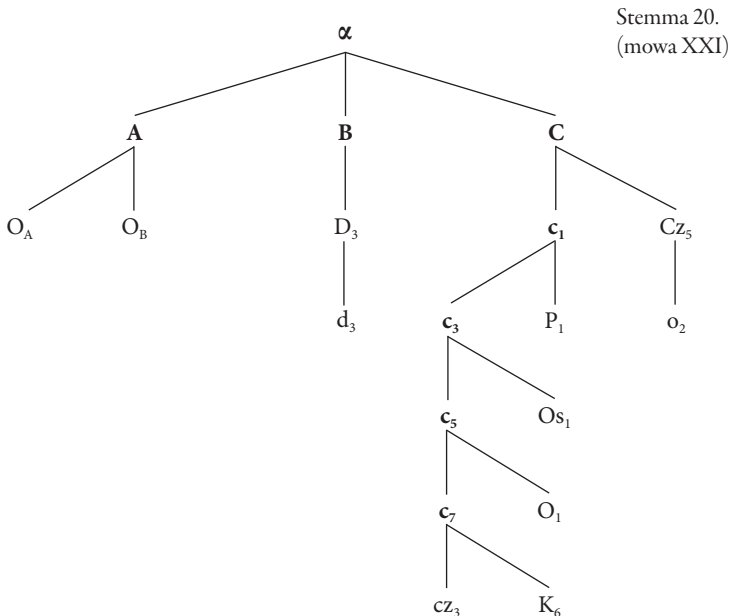 Stemma 20.
(mowa XXI)
α
A B C
O_A O_B D₃ c₁ Cz₅
d₃ c₃ P₁ o₂
c₅ Os₁
c₇ O₁
cz₃ K₆